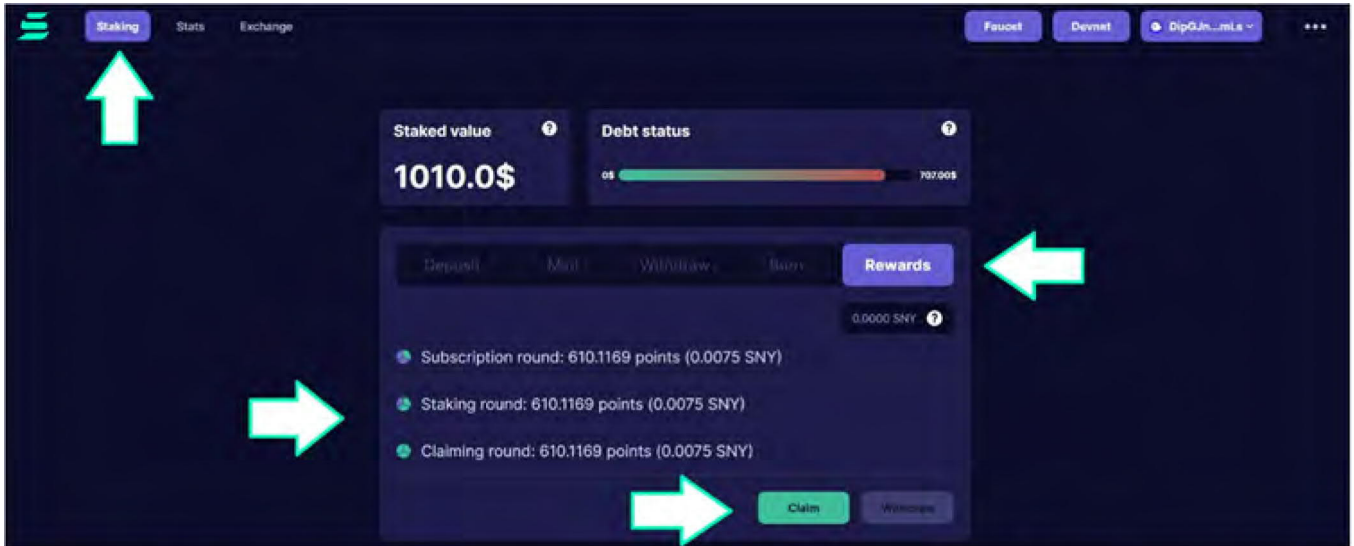 Staking Stats Exchange Faucet Devnet
Staked value ? Debt status ?
1010.0$ 0$ 707.00$
Deposit Mint Withdraw Burn Rewards
0.0000 SNY ?
Subscription round: 610.1169 points (0.0075 SNY)
Staking round: 610.1169 points (0.0075 SNY)
Claiming round: 610.1169 points (0.0075 SNY)
Claim Withdraw